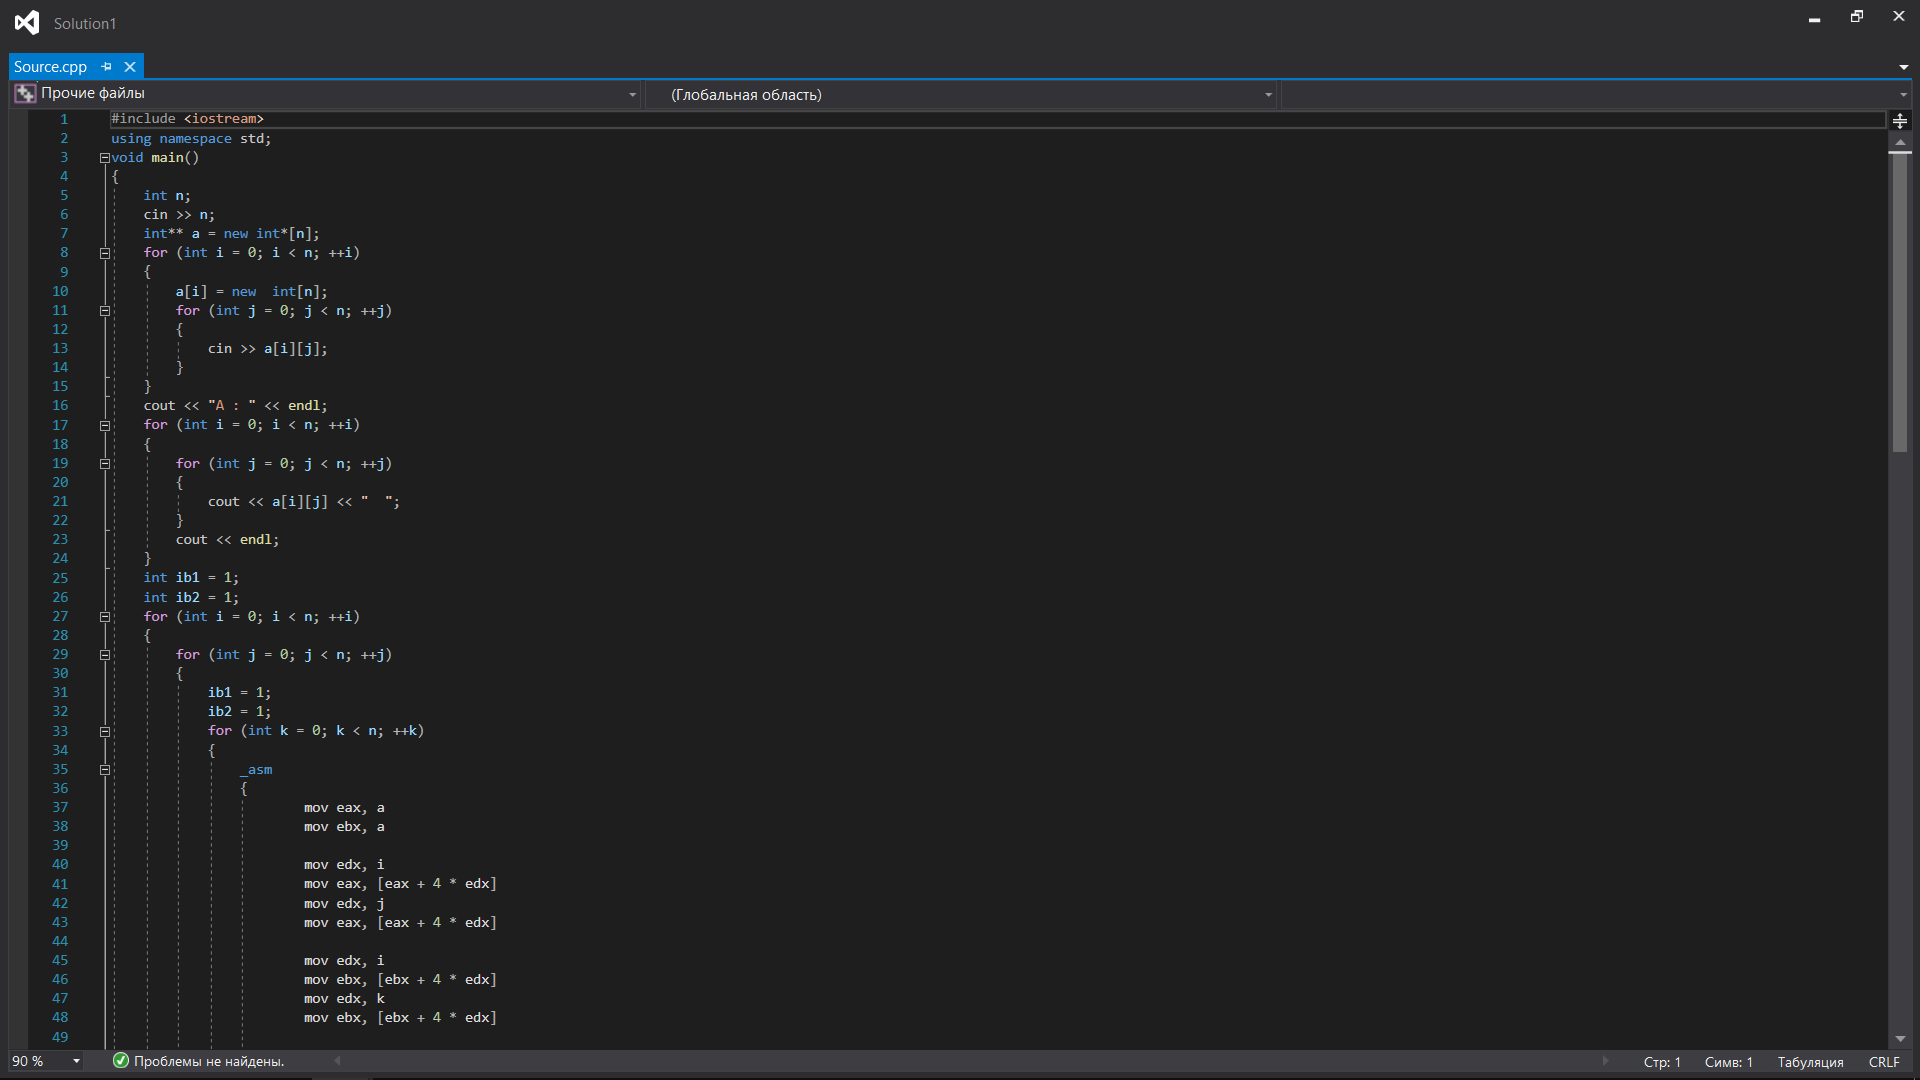 Solution1
Source.cpp
Прочие файлы (Глобальная область)
1 #include <iostream>
2 using namespace std;
3 void main()
4 {
5 int n;
6 cin >> n;
7 int** a = new int*[n];
8 for (int i = 0; i < n; ++i)
9 {
10 a[i] = new  int[n];
11 for (int j = 0; j < n; ++j)
12 {
13 cin >> a[i][j];
14 }
15 }
16 cout << "A : " << endl;
17 for (int i = 0; i < n; ++i)
18 {
19 for (int j = 0; j < n; ++j)
20 {
21 cout << a[i][j] << "  ";
22 }
23 cout << endl;
24 }
25 int ib1 = 1;
26 int ib2 = 1;
27 for (int i = 0; i < n; ++i)
28 {
29 for (int j = 0; j < n; ++j)
30 {
31 ib1 = 1;
32 ib2 = 1;
33 for (int k = 0; k < n; ++k)
34 {
35 _asm
36 {
37 mov eax, a
38 mov ebx, a
39
40 mov edx, i
41 mov eax, [eax + 4 * edx]
42 mov edx, j
43 mov eax, [eax + 4 * edx]
44
45 mov edx, i
46 mov ebx, [ebx + 4 * edx]
47 mov edx, k
48 mov ebx, [ebx + 4 * edx]
49
90 % Проблемы не найдены. Стр: 1 Симв: 1 Табуляция CRLF